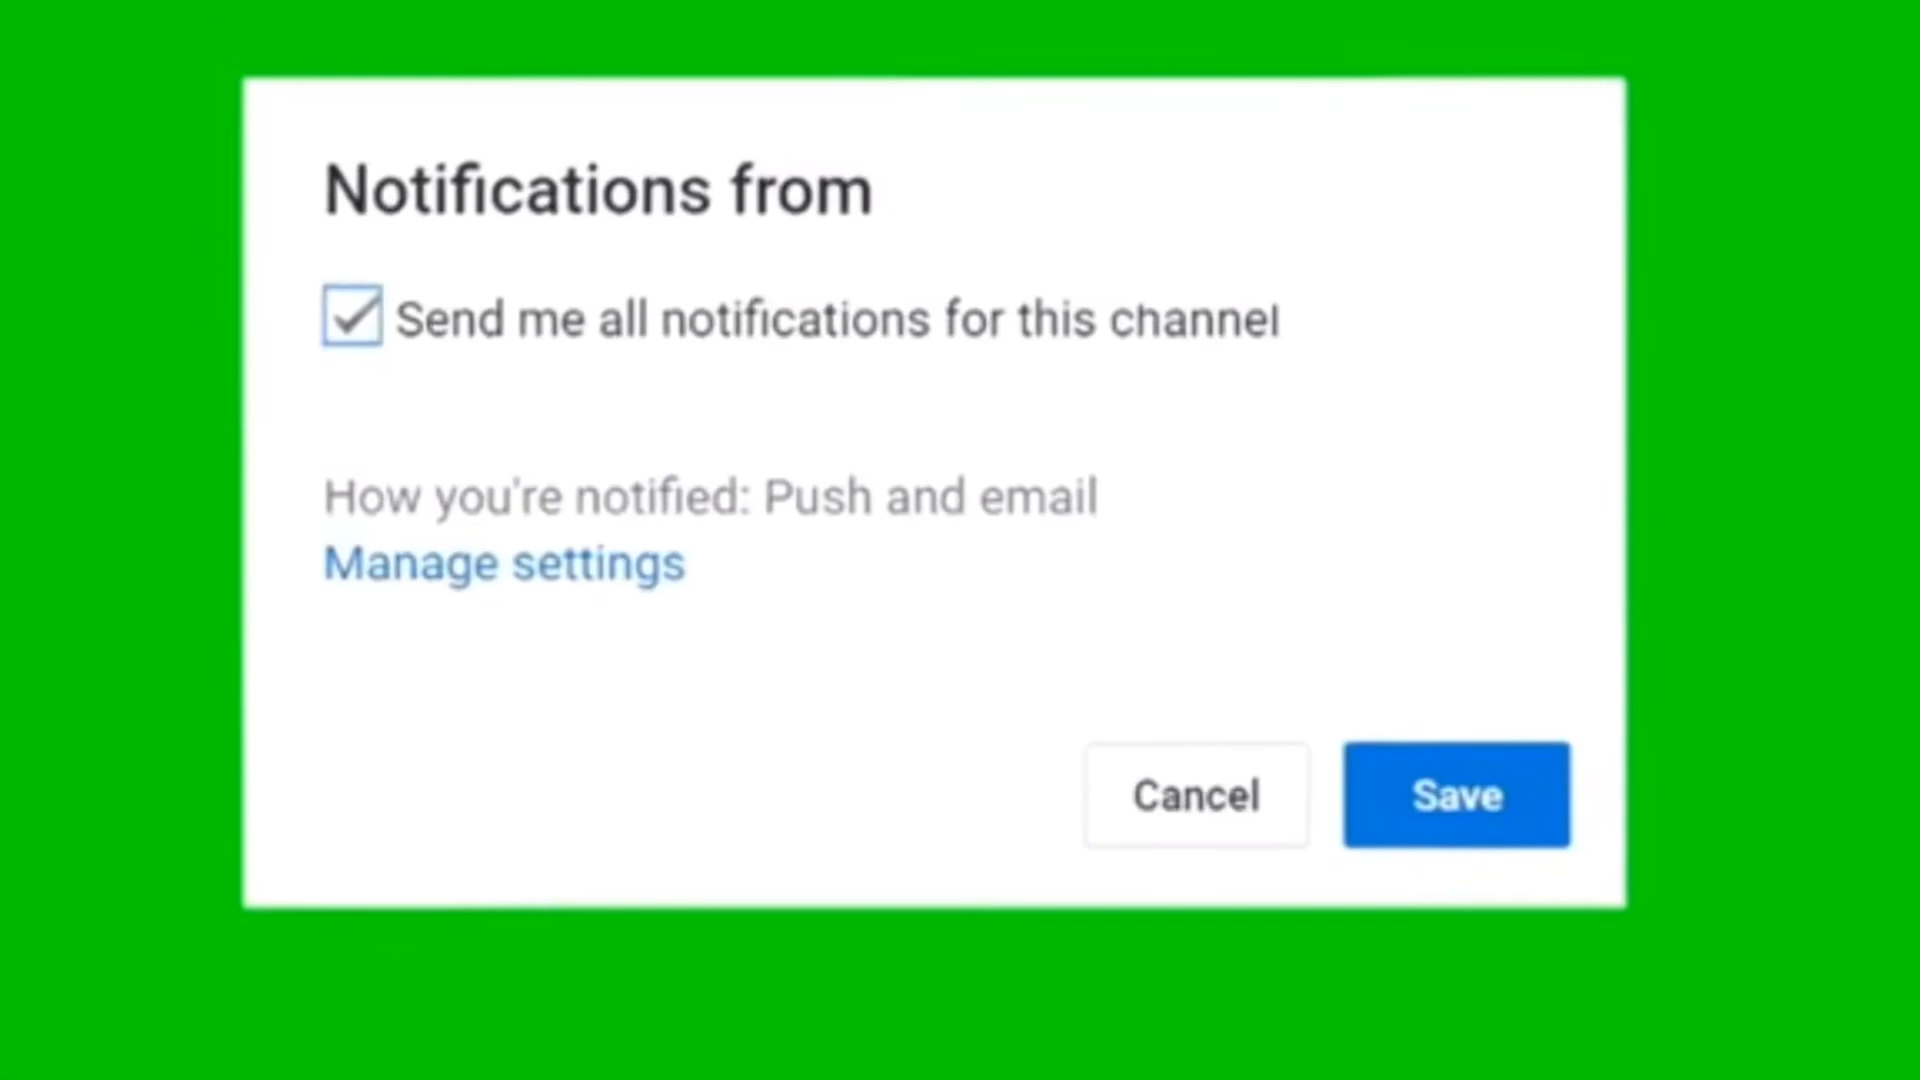 Notifications from
Send me all notifications for this channel
How you're notified: Push and email
Manage settings
Cancel
Save